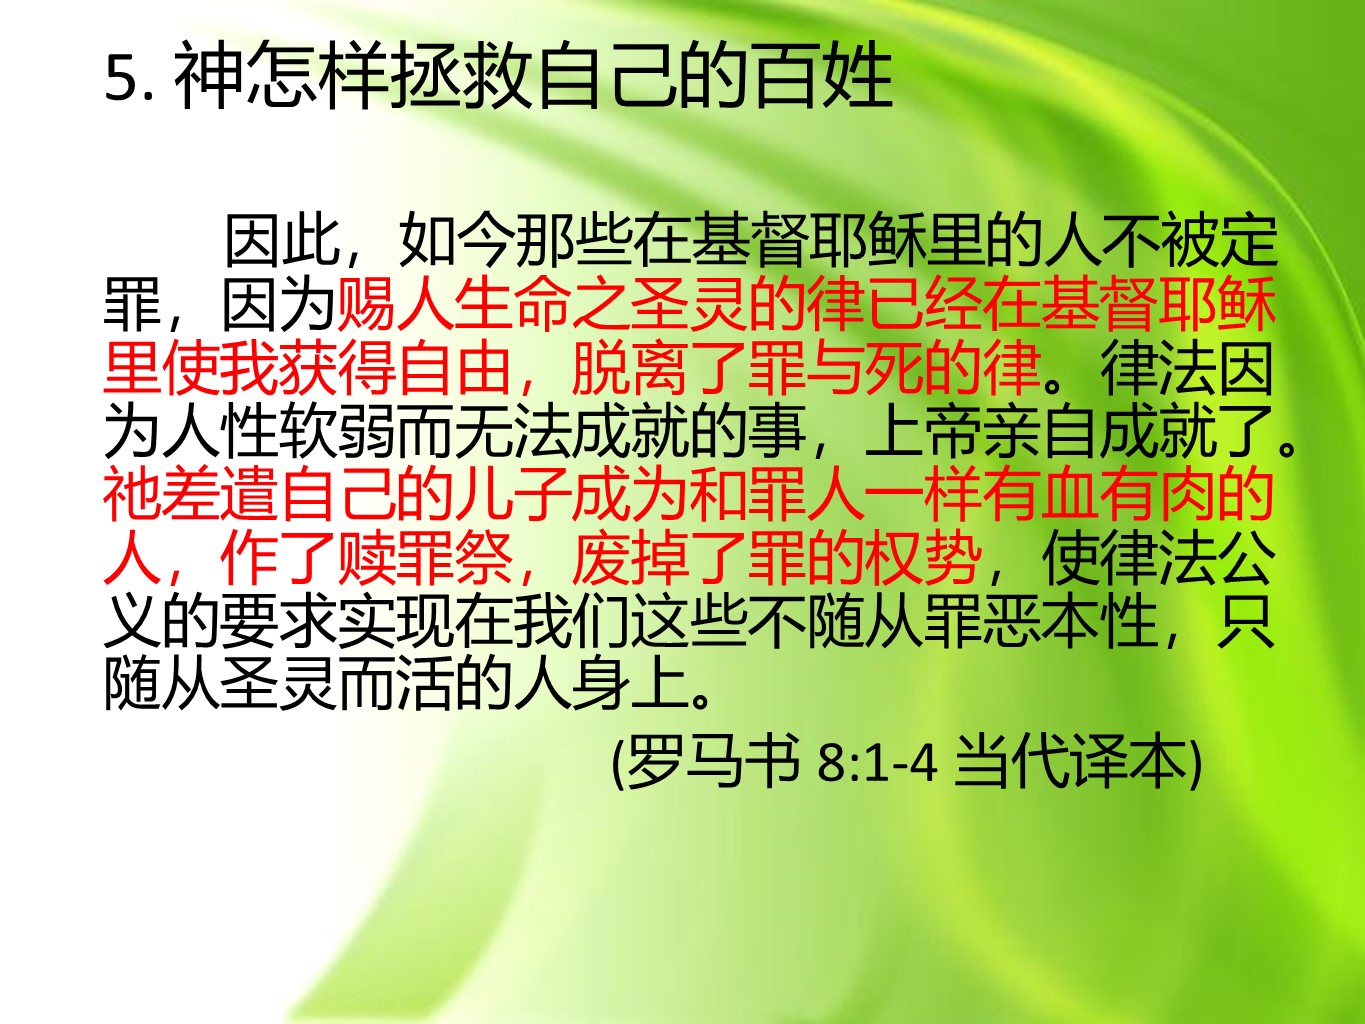 5. 神怎样拯救自己的百姓
因此，如今那些在基督耶稣里的人不被定
罪，因为赐人生命之圣灵的律已经在基督耶稣
里使我获得自由，脱离了罪与死的律。律法因
为人性软弱而无法成就的事，上帝亲自成就了。
祂差遣自己的儿子成为和罪人一样有血有肉的
人，作了赎罪祭，废掉了罪的权势，使律法公
义的要求实现在我们这些不随从罪恶本性，只
随从圣灵而活的人身上。
(罗马书 8:1-4 当代译本)